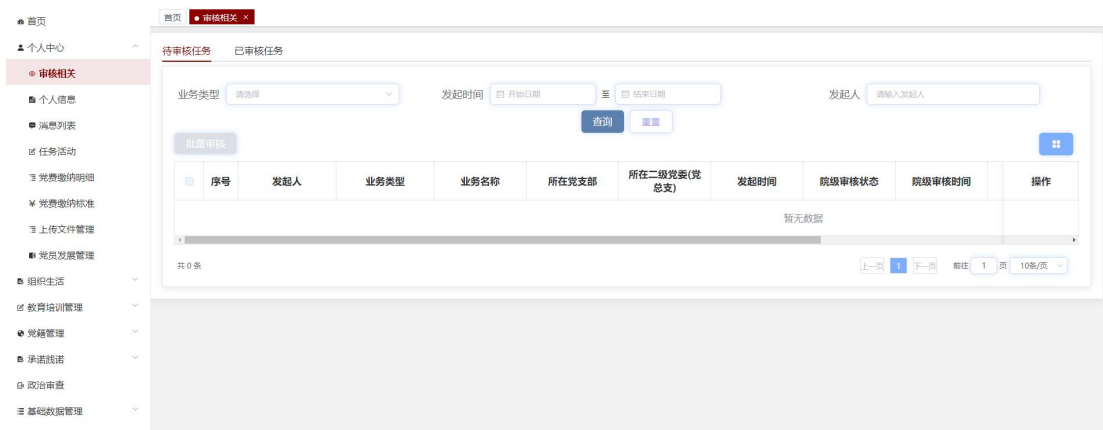 首页
个人中心
审核相关
个人信息
消息列表
任务活动
党费缴纳明细
党费缴纳标准
上传文件管理
党员发展管理
组织生活
教育培训管理
党籍管理
承诺践诺
政治审查
基础数据管理
首页 审核相关 ×
待审核任务 已审核任务
业务类型 请选择 发起时间 开始日期 至 结束日期 发起人 请输入发起人
查询 重置
批量审核
序号 发起人 业务类型 业务名称 所在党支部 所在二级党委(党总支) 发起时间 院级审核状态 院级审核时间 操作
暂无数据
共 0 条 上一页 1 下一页 前往 1 页 10条/页